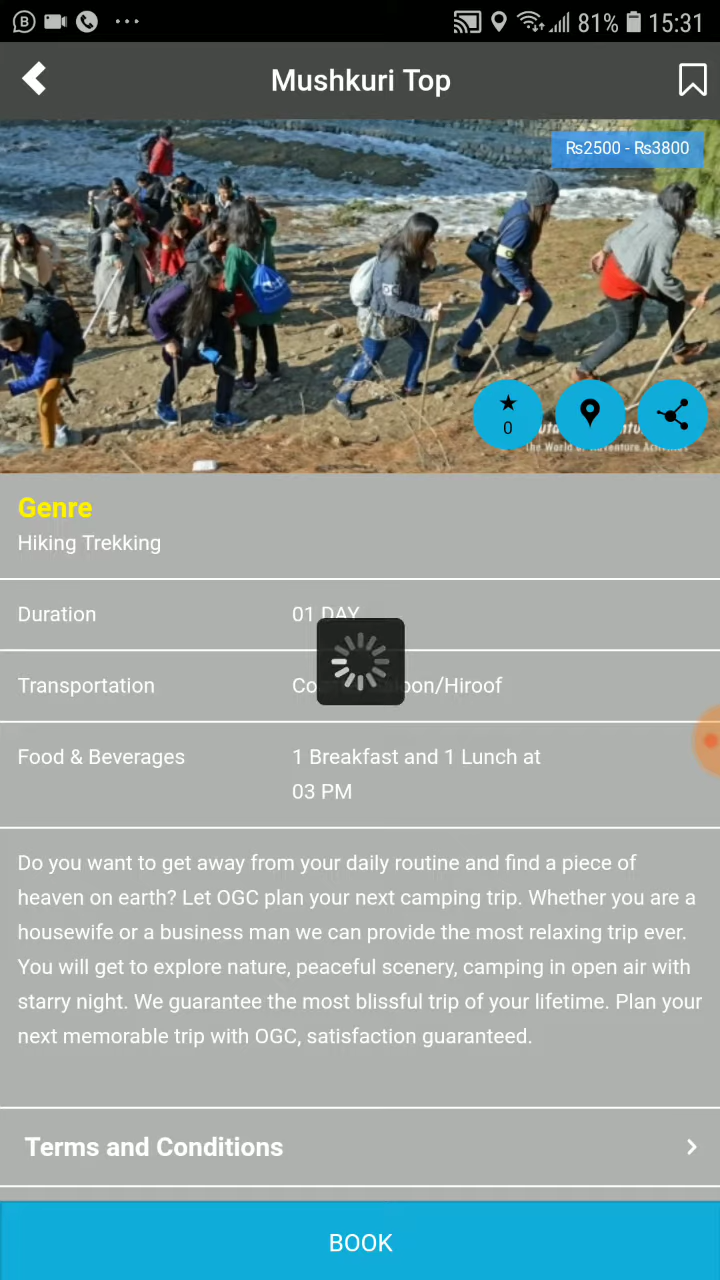 81% 15:31
Mushkuri Top
₨2500 - ₨3800
0
The World of Adventure
Genre
Hiking Trekking
Duration 01 DAY
Transportation /Hiroof
Food & Beverages 1 Breakfast and 1 Lunch at
03 PM
Do you want to get away from your daily routine and find a piece of
heaven on earth? Let OGC plan your next camping trip. Whether you are a
housewife or a business man we can provide the most relaxing trip ever.
You will get to explore nature, peaceful scenery, camping in open air with
starry night. We guarantee the most blissful trip of your lifetime. Plan your
next memorable trip with OGC, satisfaction guaranteed.
Terms and Conditions
BOOK